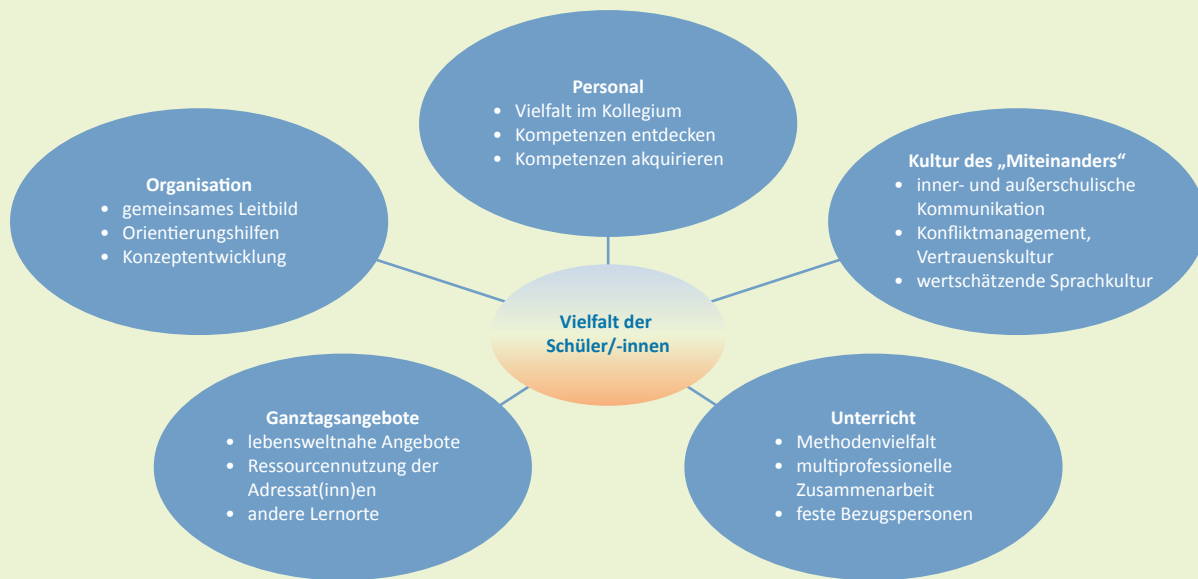 Personal
• Vielfalt im Kollegium
• Kompetenzen entdecken
• Kompetenzen akquirieren
Organisation
• gemeinsames Leitbild
• Orientierungshilfen
• Konzeptentwicklung
Kultur des „Miteinanders“
• inner- und außerschulische
Kommunikation
• Konfliktmanagement,
Vertrauenskultur
• wertschätzende Sprachkultur
Vielfalt der
Schüler/-innen
Ganztagsangebote
• lebensweltnahe Angebote
• Ressourcennutzung der
Adressat(inn)en
• andere Lernorte
Unterricht
• Methodenvielfalt
• multiprofessionelle
Zusammenarbeit
• feste Bezugspersonen